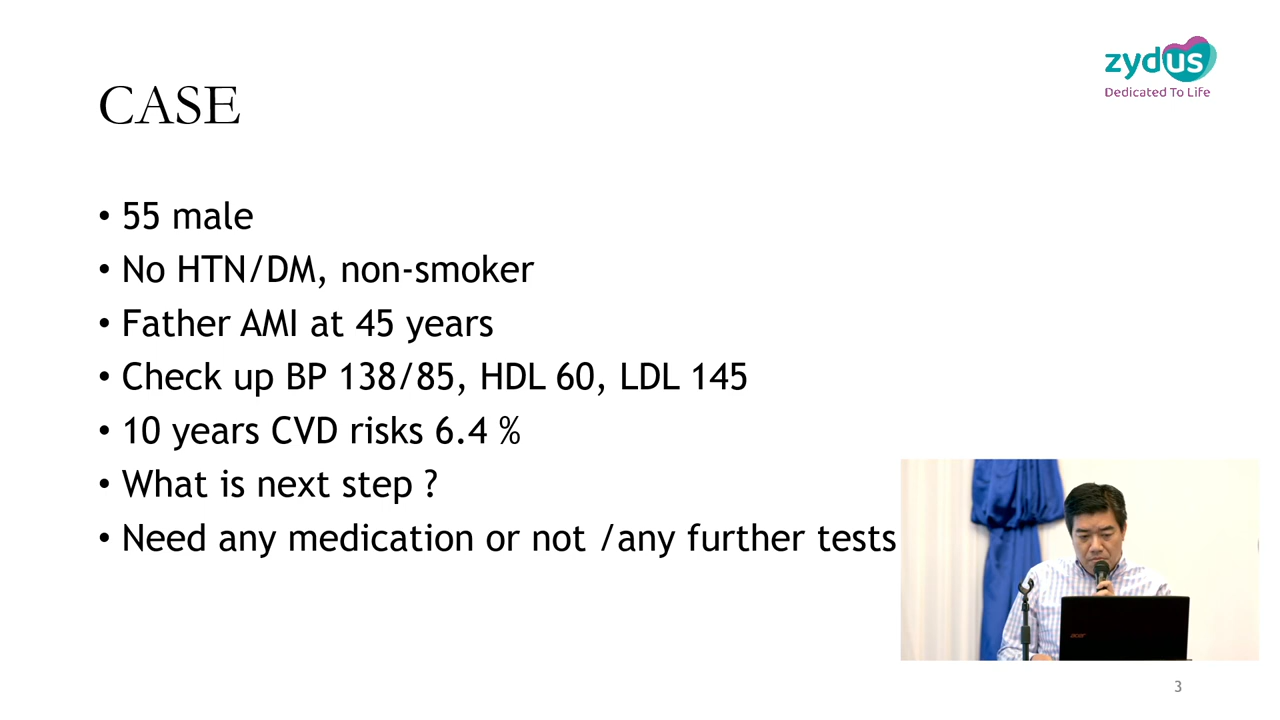 zydus
Dedicated To Life
CASE
• 55 male
• No HTN/DM, non-smoker
• Father AMI at 45 years
• Check up BP 138/85, HDL 60, LDL 145
• 10 years CVD risks 6.4 %
• What is next step ?
• Need any medication or not /any further tests
acer
3